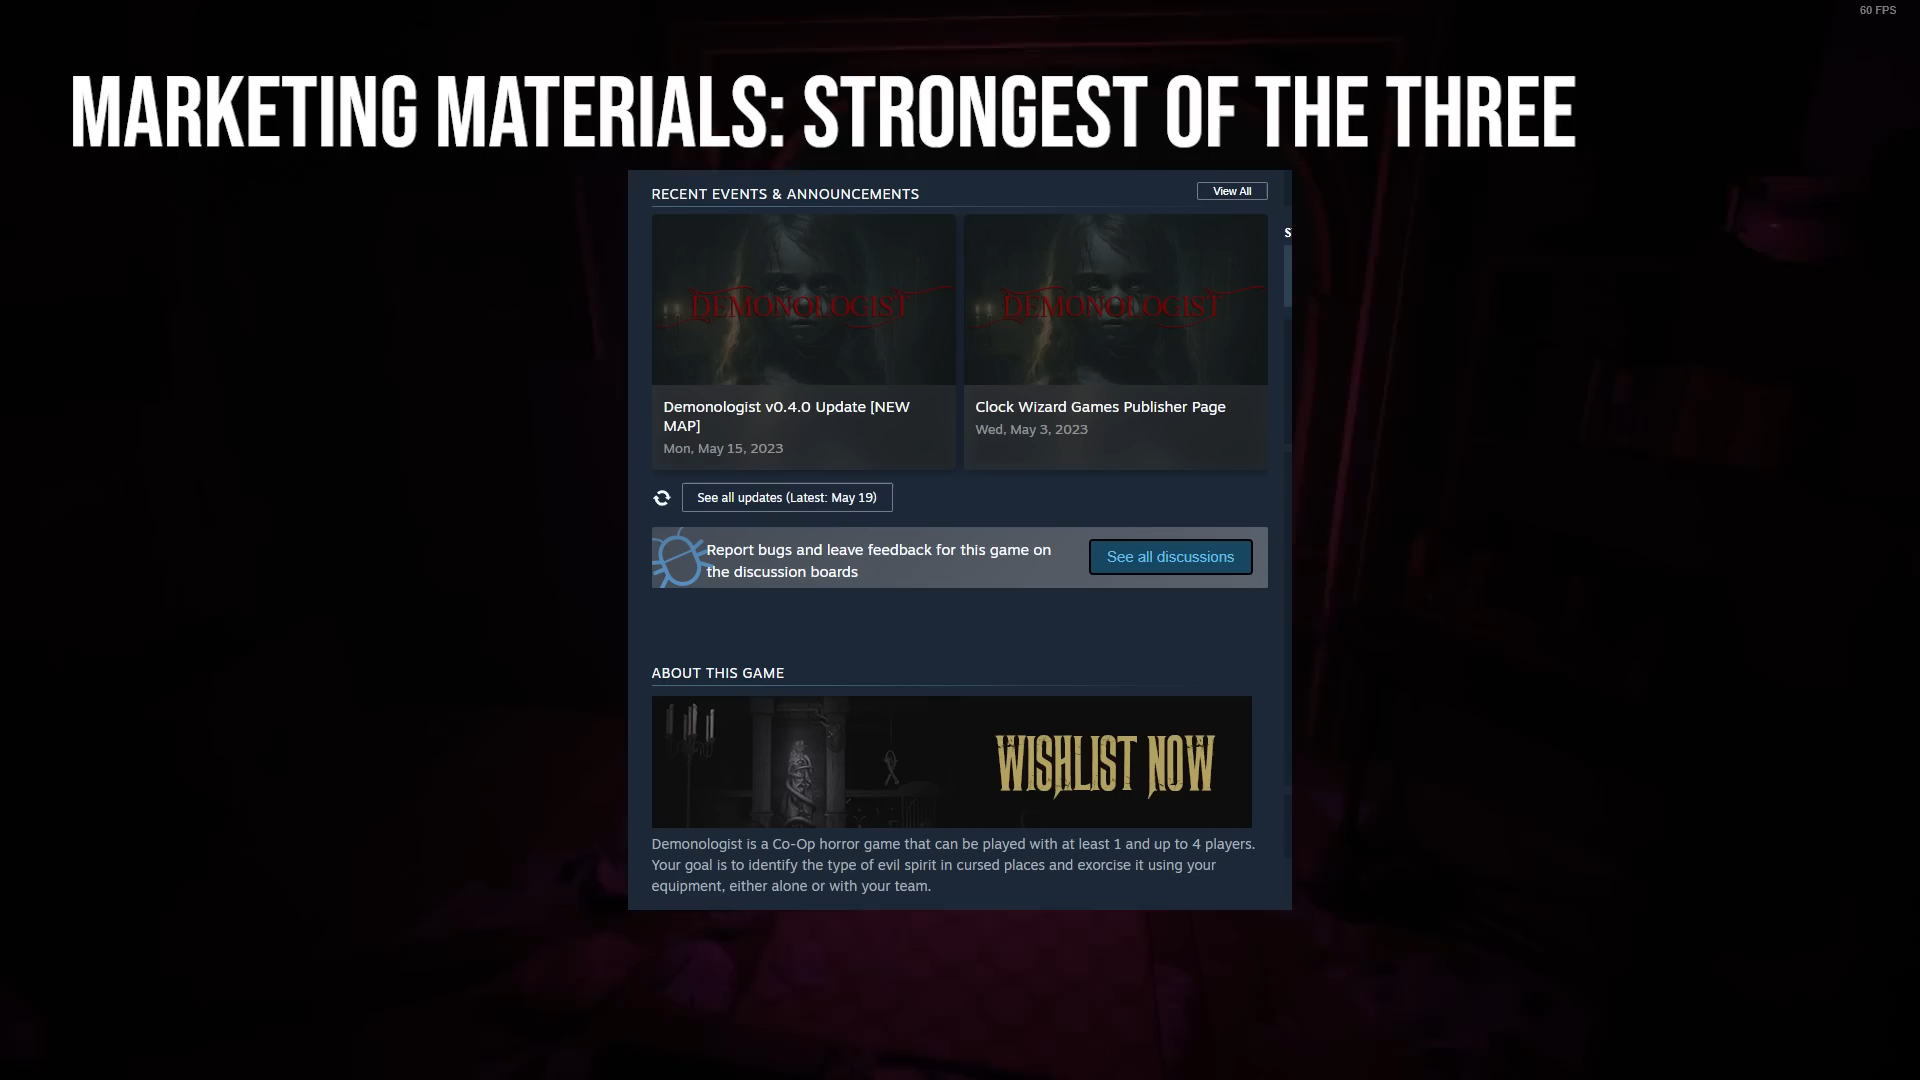 60 FPS
MARKETING MATERIALS: STRONGEST OF THE THREE
RECENT EVENTS & ANNOUNCEMENTS
View All
DEMONOLOGIST
DEMONOLOGIST
Demonologist v0.4.0 Update [NEW
MAP]
Mon, May 15, 2023
Clock Wizard Games Publisher Page
Wed, May 3, 2023
See all updates (Latest: May 19)
Report bugs and leave feedback for this game on
the discussion boards
See all discussions
ABOUT THIS GAME
WISHLIST NOW
Demonologist is a Co-Op horror game that can be played with at least 1 and up to 4 players.
Your goal is to identify the type of evil spirit in cursed places and exorcise it using your
equipment, either alone or with your team.